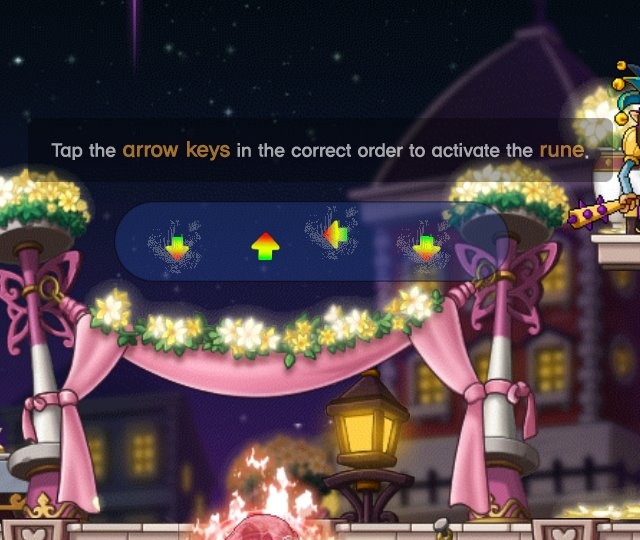 Tap the arrow keys in the correct order to activate the rune.